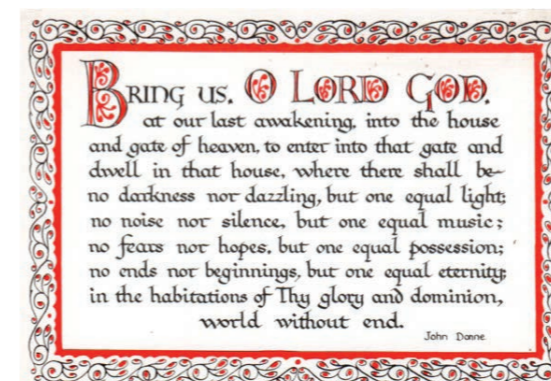 BRING US, O LORD GOD,
at our last awakening, into the house
and gate of heaven, to enter into that gate and
dwell in that house, where there shall be
no darkness nor dazzling, but one equal light;
no noise nor silence, but one equal music;
no fears nor hopes, but one equal possession;
no ends nor beginnings, but one equal eternity;
in the habitations of Thy glory and dominion,
world without end.
John Donne